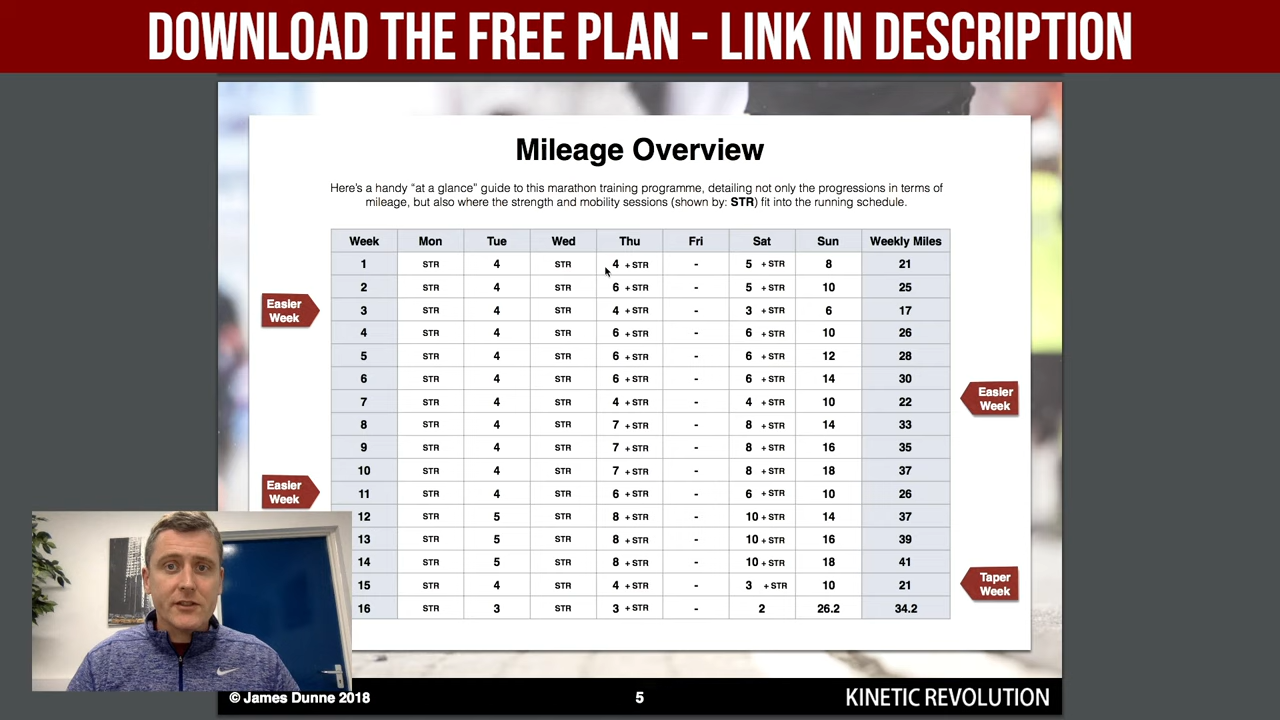 DOWNLOAD THE FREE PLAN - LINK IN DESCRIPTION
Mileage Overview
Here's a handy “at a glance” guide to this marathon training programme, detailing not only the progressions in terms of
mileage, but also where the strength and mobility sessions (shown by: STR) fit into the running schedule.
Week Mon Tue Wed Thu Fri Sat Sun Weekly Miles
1 STR 4 STR 4 + STR - 5 + STR 8 21
2 STR 4 STR 6 + STR - 5 + STR 10 25
Easier
Week
3 STR 4 STR 4 + STR - 3 + STR 6 17
4 STR 4 STR 6 + STR - 6 + STR 10 26
5 STR 4 STR 6 + STR - 6 + STR 12 28
6 STR 4 STR 6 + STR - 6 + STR 14 30
7 STR 4 STR 4 + STR - 4 + STR 10 22
Easier
Week
8 STR 4 STR 7 + STR - 8 + STR 14 33
9 STR 4 STR 7 + STR - 8 + STR 16 35
10 STR 4 STR 7 + STR - 8 + STR 18 37
Easier
Week
11 STR 4 STR 6 + STR - 6 + STR 10 26
12 STR 5 STR 8 + STR - 10 + STR 14 37
13 STR 5 STR 8 + STR - 10 + STR 16 39
14 STR 5 STR 8 + STR - 10 + STR 18 41
15 STR 4 STR 4 + STR - 3 + STR 10 21
Taper
Week
16 STR 3 STR 3 + STR - 2 26.2 34.2
© James Dunne 2018 5 KINETIC REVOLUTION